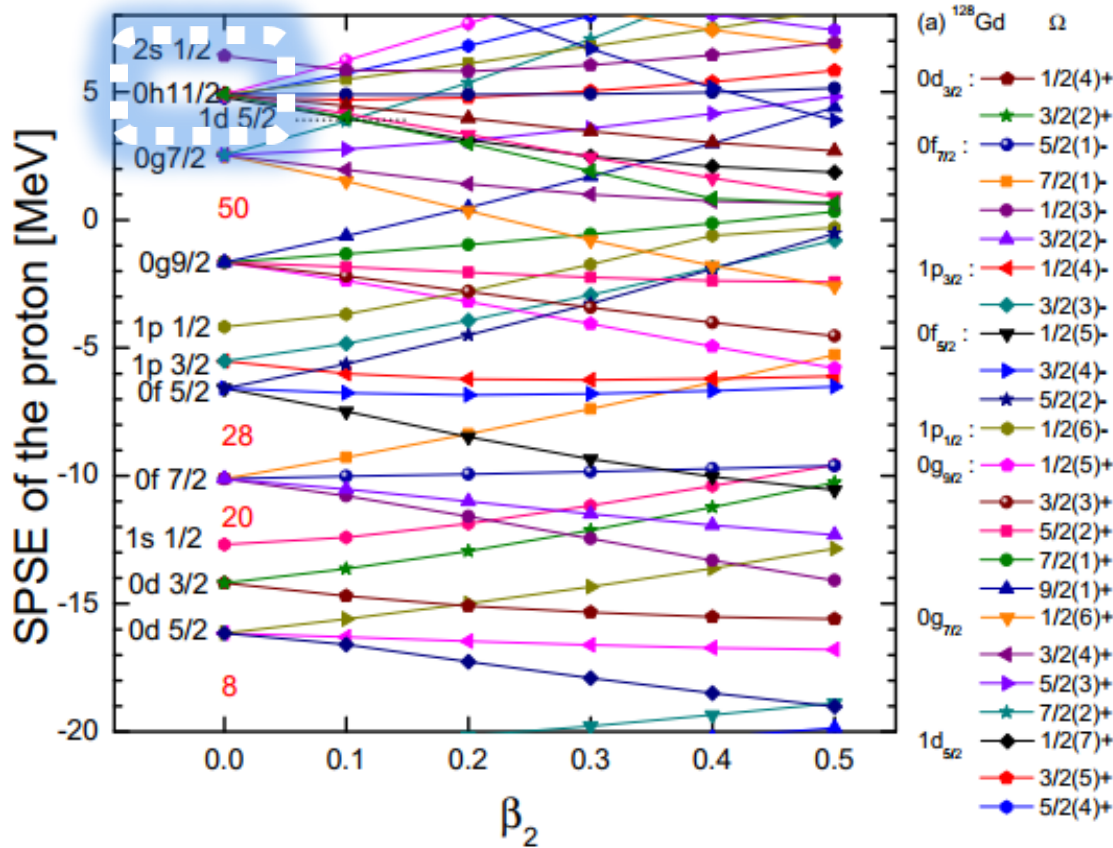 (a) ¹²⁸Gd Ω
SPSE of the proton [MeV]
5
0
-5
-10
-15
-20
2s 1/2
0h11/2
1d 5/2
0g7/2
50
0g9/2
1p 1/2
1p 3/2
0f 5/2
28
0f 7/2
20
1s 1/2
0d 3/2
0d 5/2
8
0.0 0.1 0.2 0.3 0.4 0.5
β₂
0d₃/₂ : 1/2(4)+
3/2(2)+
0f₇/₂ : 5/2(1)-
7/2(1)-
1/2(3)-
3/2(2)-
1p₃/₂ : 1/2(4)-
3/2(3)-
0f₅/₂ : 1/2(5)-
3/2(4)-
5/2(2)-
1p₁/₂ : 1/2(6)-
0g₉/₂ : 1/2(5)+
3/2(3)+
5/2(2)+
7/2(1)+
9/2(1)+
0g₇/₂ 1/2(6)+
3/2(4)+
5/2(3)+
7/2(2)+
1d₅/₂ 1/2(7)+
3/2(5)+
5/2(4)+